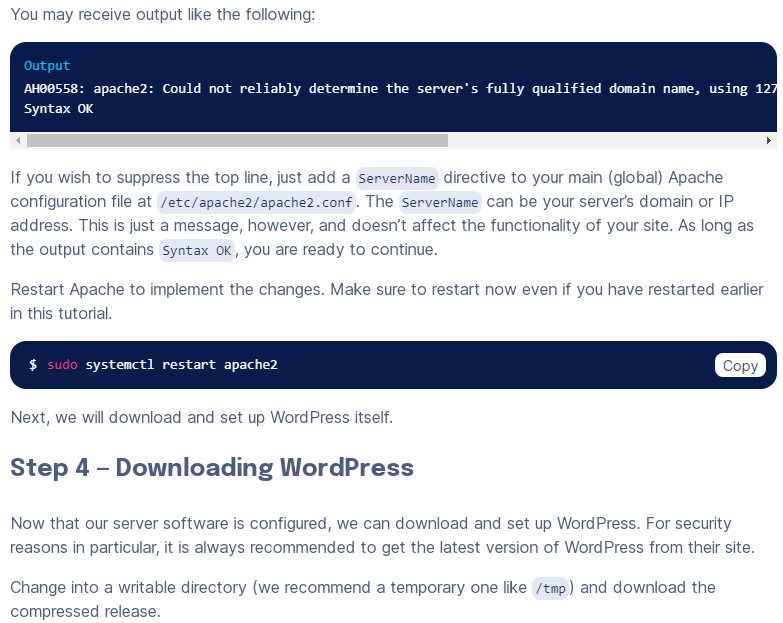 You may receive output like the following:
Output
AH00558: apache2: Could not reliably determine the server's fully qualified domain name, using 127
Syntax OK
If you wish to suppress the top line, just add a ServerName directive to your main (global) Apache
configuration file at /etc/apache2/apache2.conf. The ServerName can be your server’s domain or IP
address. This is just a message, however, and doesn’t affect the functionality of your site. As long as
the output contains Syntax OK, you are ready to continue.
Restart Apache to implement the changes. Make sure to restart now even if you have restarted earlier
in this tutorial.
$ sudo systemctl restart apache2
Copy
Next, we will download and set up WordPress itself.
Step 4 – Downloading WordPress
Now that our server software is configured, we can download and set up WordPress. For security
reasons in particular, it is always recommended to get the latest version of WordPress from their site.
Change into a writable directory (we recommend a temporary one like /tmp) and download the
compressed release.